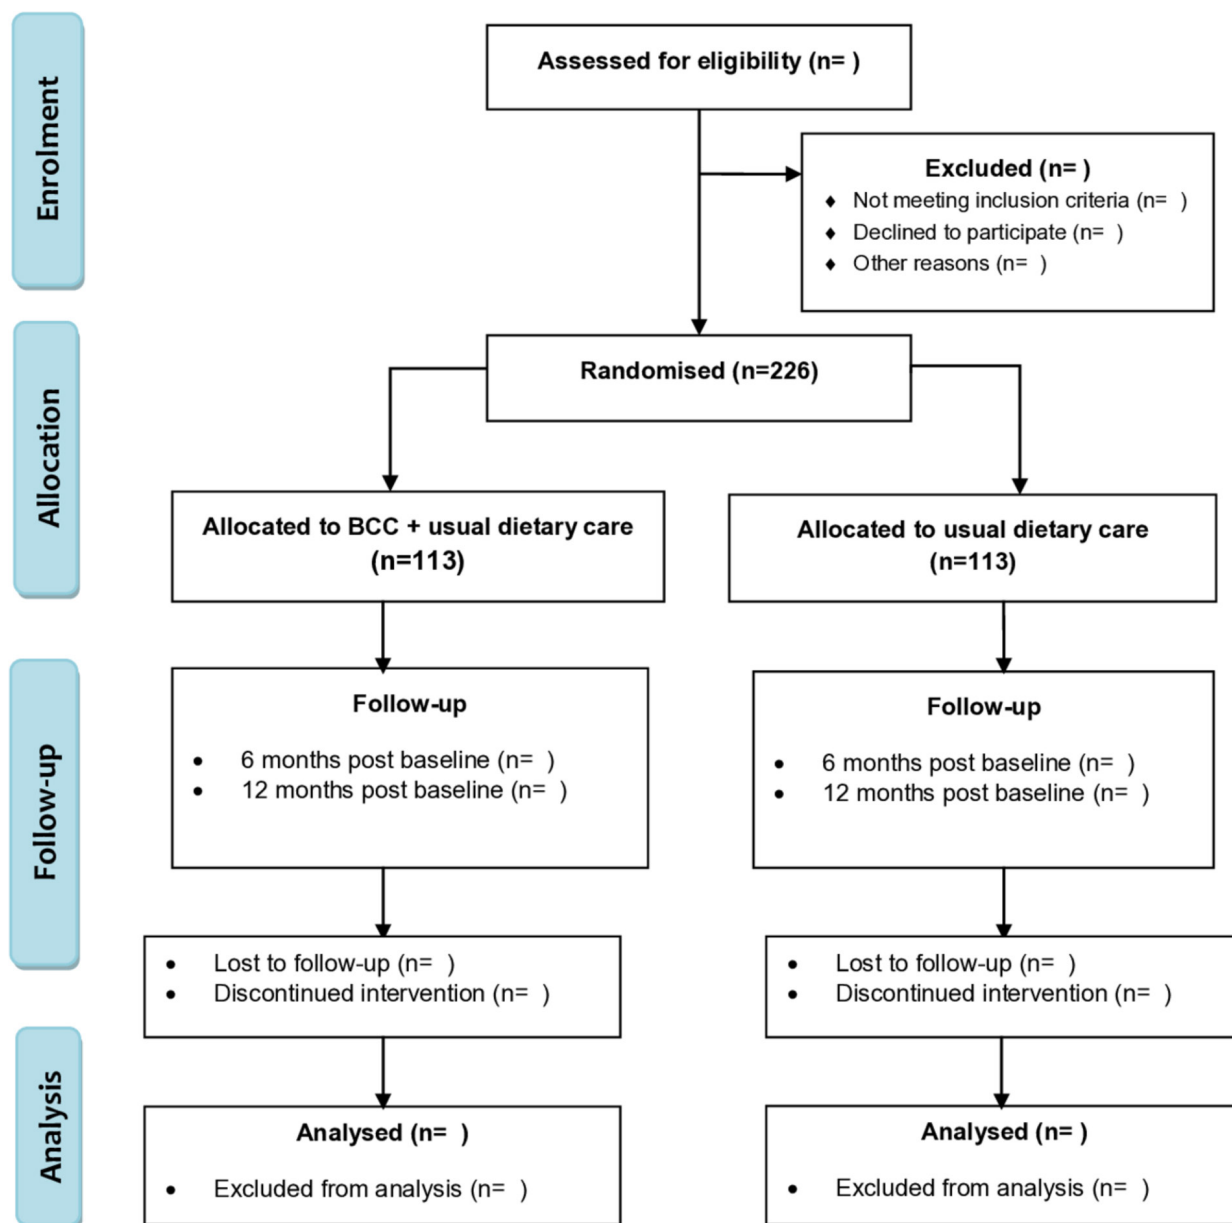 Enrolment
Assessed for eligibility (n= )
Excluded (n= )
♦ Not meeting inclusion criteria (n=  )
♦ Declined to participate (n=  )
♦ Other reasons (n=  )
Allocation
Randomised (n=226)
Allocated to BCC + usual dietary care
(n=113)
Allocated to usual dietary care
(n=113)
Follow-up
Follow-up
• 6 months post baseline (n=  )
• 12 months post baseline (n=  )
Follow-up
• 6 months post baseline (n=  )
• 12 months post baseline (n=  )
• Lost to follow-up (n=  )
• Discontinued intervention (n=  )
• Lost to follow-up (n=  )
• Discontinued intervention (n=  )
Analysis
Analysed (n=  )
• Excluded from analysis (n=  )
Analysed (n= )
• Excluded from analysis (n=  )